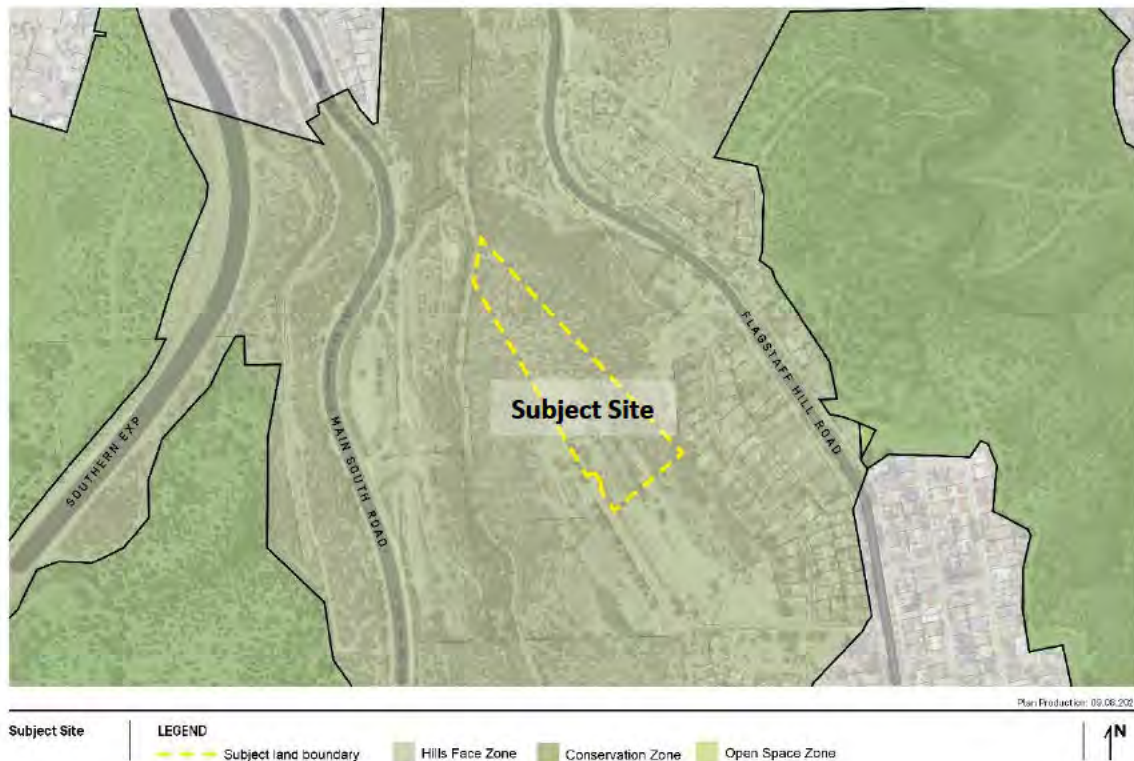 SOUTHERN EXP
MAIN SOUTH ROAD
FLAGSTAFF HILL ROAD
Subject Site
Plan Production: 09.08.202
Subject Site
LEGEND
Subject land boundary
Hills Face Zone
Conservation Zone
Open Space Zone
N